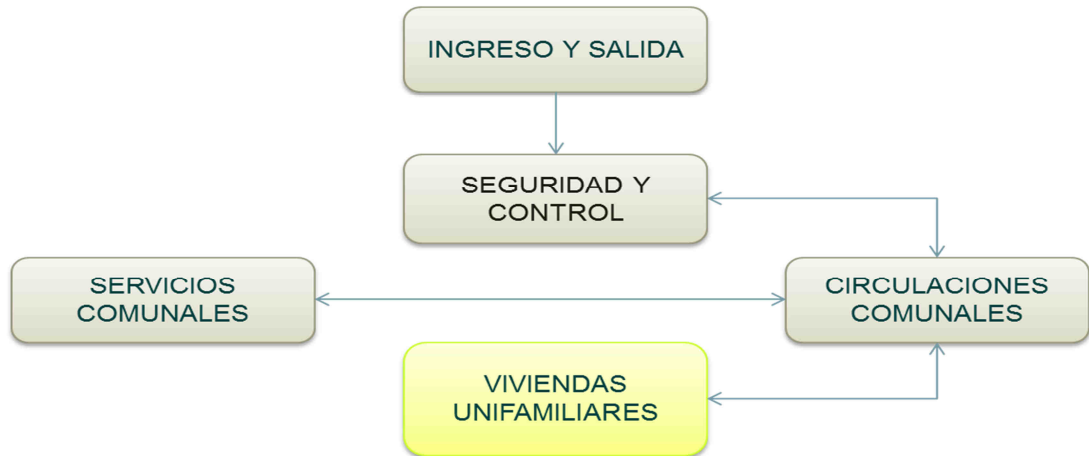 INGRESO Y SALIDA
SEGURIDAD Y
CONTROL
SERVICIOS
COMUNALES
CIRCULACIONES
COMUNALES
VIVIENDAS
UNIFAMILIARES